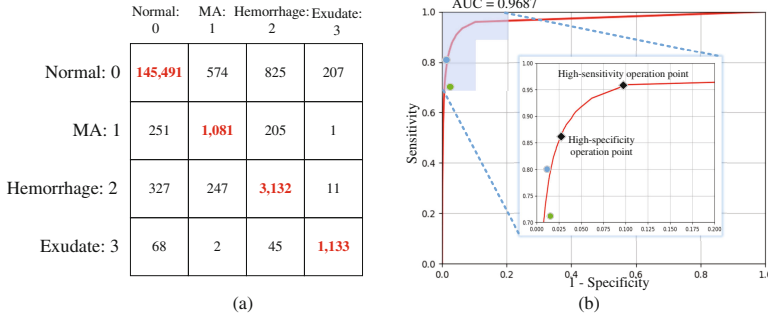 Normal: MA: Hemorrhage: Exudate:
0 1 2 3
Normal: 0 145,491 574 825 207
MA: 1 251 1,081 205 1
Hemorrhage: 2 327 247 3,132 11
Exudate: 3 68 2 45 1,133
(a)
AUC = 0.9687
1.0
0.8
0.6
0.4
0.2
0.0
Sensitivity
0.0 0.2 0.4 0.6 0.8 1.0
1 - Specificity
1.00
0.95
0.90
0.85
0.80
0.75
0.70
High-sensitivity operation point
High-specificity
operation point
0.000 0.025 0.050 0.075 0.100 0.125 0.150 0.175 0.200
(b)